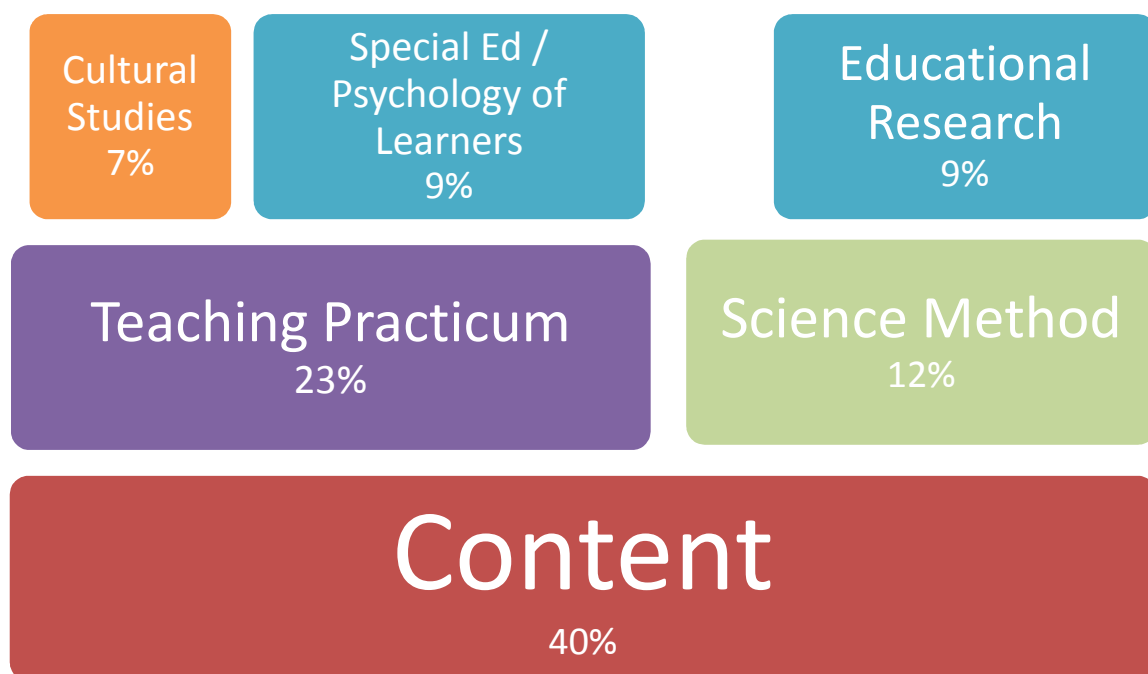 Cultural
Studies
7%
Special Ed /
Psychology of
Learners
9%
Educational
Research
9%
Teaching Practicum
23%
Science Method
12%
Content
40%